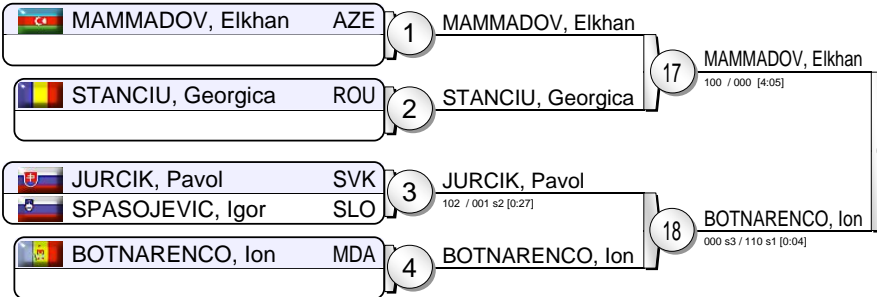 MAMMADOV, Elkhan AZE
1
MAMMADOV, Elkhan
STANCIU, Georgica ROU
2
STANCIU, Georgica
17
MAMMADOV, Elkhan
100 / 000 [4:05]
JURCIK, Pavol SVK
SPASOJEVIC, Igor SLO
3
JURCIK, Pavol
102 / 001 s2 [0:27]
BOTNARENCO, Ion MDA
4
BOTNARENCO, Ion
18
BOTNARENCO, Ion
000 s3 / 110 s1 [0:04]